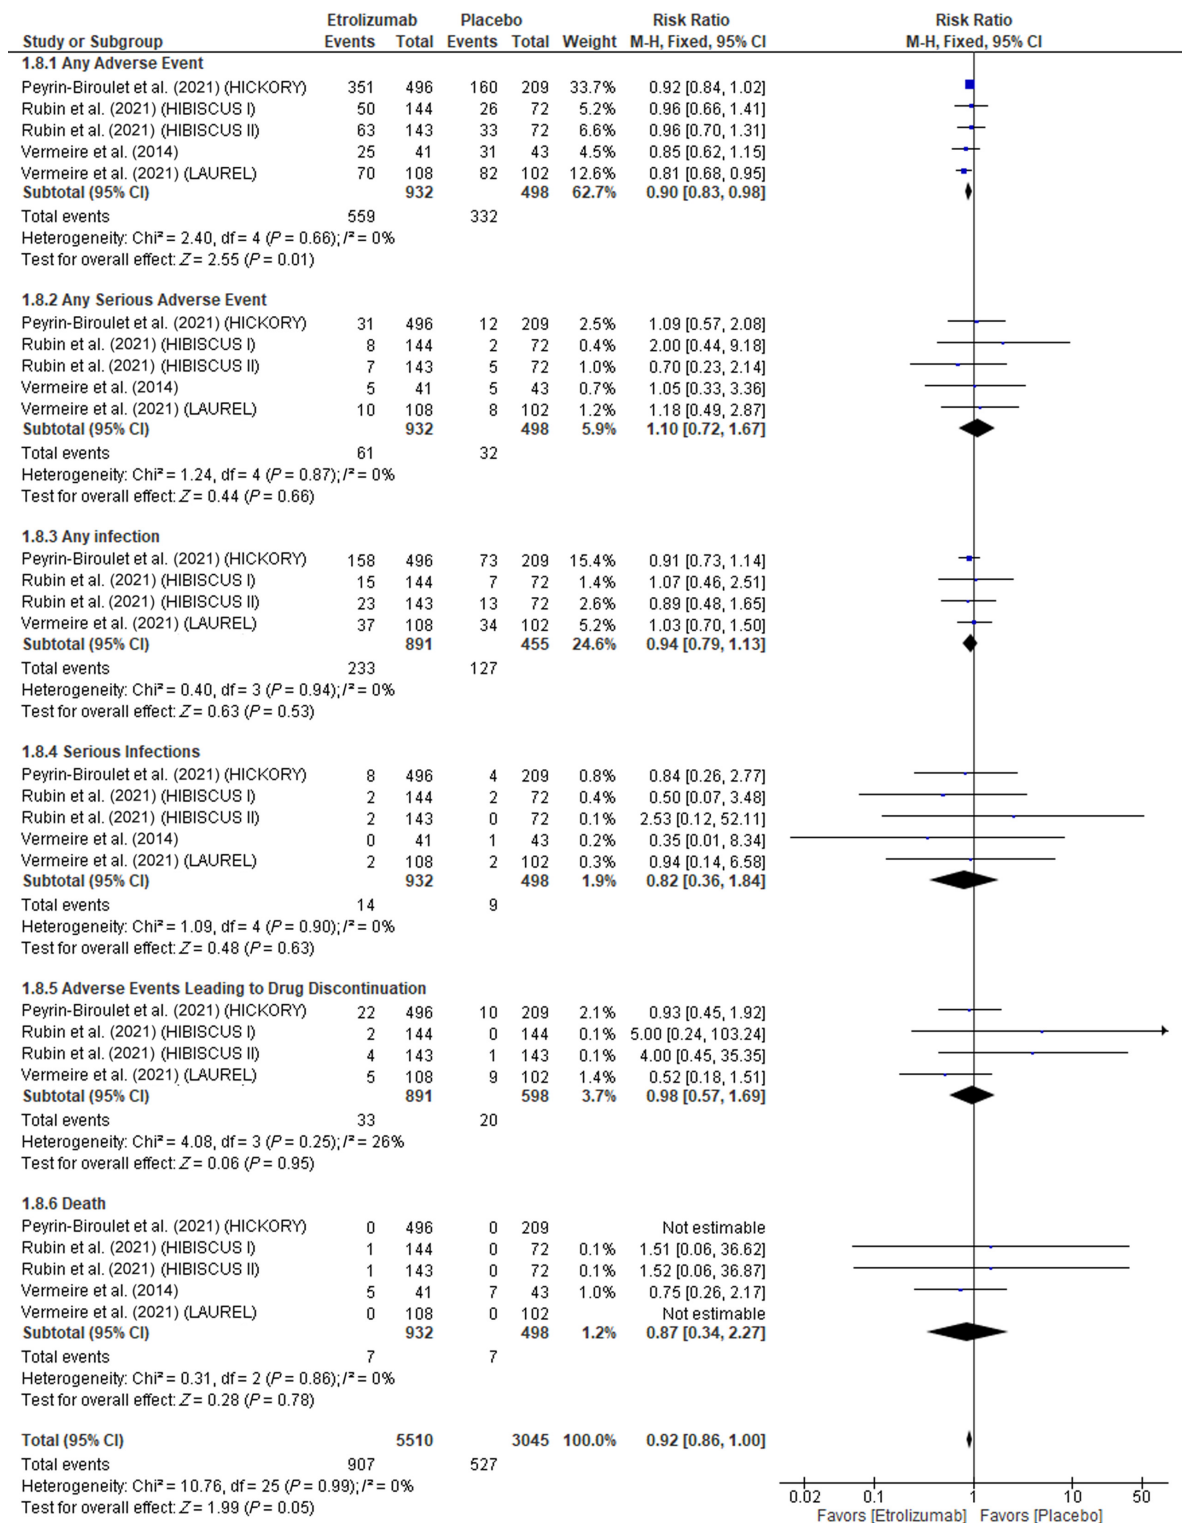 Etrolizumab Placebo Risk Ratio Risk Ratio
Study or Subgroup Events Total Events Total Weight M-H, Fixed, 95% CI M-H, Fixed, 95% CI
1.8.1 Any Adverse Event
Peyrin-Biroulet et al. (2021) (HICKORY) 351 496 160 209 33.7% 0.92 [0.84, 1.02]
Rubin et al. (2021) (HIBISCUS I) 50 144 26 72 5.2% 0.96 [0.66, 1.41]
Rubin et al. (2021) (HIBISCUS II) 63 143 33 72 6.6% 0.96 [0.70, 1.31]
Vermeire et al. (2014) 25 41 31 43 4.5% 0.85 [0.62, 1.15]
Vermeire et al. (2021) (LAUREL) 70 108 82 102 12.6% 0.81 [0.68, 0.95]
Subtotal (95% CI) 932 498 62.7% 0.90 [0.83, 0.98]
Total events 559 332
Heterogeneity: Chi² = 2.40, df = 4 (P = 0.66); I² = 0%
Test for overall effect: Z = 2.55 (P = 0.01)
1.8.2 Any Serious Adverse Event
Peyrin-Biroulet et al. (2021) (HICKORY) 31 496 12 209 2.5% 1.09 [0.57, 2.08]
Rubin et al. (2021) (HIBISCUS I) 8 144 2 72 0.4% 2.00 [0.44, 9.18]
Rubin et al. (2021) (HIBISCUS II) 7 143 5 72 1.0% 0.70 [0.23, 2.14]
Vermeire et al. (2014) 5 41 5 43 0.7% 1.05 [0.33, 3.36]
Vermeire et al. (2021) (LAUREL) 10 108 8 102 1.2% 1.18 [0.49, 2.87]
Subtotal (95% CI) 932 498 5.9% 1.10 [0.72, 1.67]
Total events 61 32
Heterogeneity: Chi² = 1.24, df = 4 (P = 0.87); I² = 0%
Test for overall effect: Z = 0.44 (P = 0.66)
1.8.3 Any infection
Peyrin-Biroulet et al. (2021) (HICKORY) 158 496 73 209 15.4% 0.91 [0.73, 1.14]
Rubin et al. (2021) (HIBISCUS I) 15 144 7 72 1.4% 1.07 [0.46, 2.51]
Rubin et al. (2021) (HIBISCUS II) 23 143 13 72 2.6% 0.89 [0.48, 1.65]
Vermeire et al. (2021) (LAUREL) 37 108 34 102 5.2% 1.03 [0.70, 1.50]
Subtotal (95% CI) 891 455 24.6% 0.94 [0.79, 1.13]
Total events 233 127
Heterogeneity: Chi² = 0.40, df = 3 (P = 0.94); I² = 0%
Test for overall effect: Z = 0.63 (P = 0.53)
1.8.4 Serious Infections
Peyrin-Biroulet et al. (2021) (HICKORY) 8 496 4 209 0.8% 0.84 [0.26, 2.77]
Rubin et al. (2021) (HIBISCUS I) 2 144 2 72 0.4% 0.50 [0.07, 3.48]
Rubin et al. (2021) (HIBISCUS II) 2 143 0 72 0.1% 2.53 [0.12, 52.11]
Vermeire et al. (2014) 0 41 1 43 0.2% 0.35 [0.01, 8.34]
Vermeire et al. (2021) (LAUREL) 2 108 2 102 0.3% 0.94 [0.14, 6.58]
Subtotal (95% CI) 932 498 1.9% 0.82 [0.36, 1.84]
Total events 14 9
Heterogeneity: Chi² = 1.09, df = 4 (P = 0.90); I² = 0%
Test for overall effect: Z = 0.48 (P = 0.63)
1.8.5 Adverse Events Leading to Drug Discontinuation
Peyrin-Biroulet et al. (2021) (HICKORY) 22 496 10 209 2.1% 0.93 [0.45, 1.92]
Rubin et al. (2021) (HIBISCUS I) 2 144 0 144 0.1% 5.00 [0.24, 103.24]
Rubin et al. (2021) (HIBISCUS II) 4 143 1 143 0.1% 4.00 [0.45, 35.35]
Vermeire et al. (2021) (LAUREL) 5 108 9 102 1.4% 0.52 [0.18, 1.51]
Subtotal (95% CI) 891 598 3.7% 0.98 [0.57, 1.69]
Total events 33 20
Heterogeneity: Chi² = 4.08, df = 3 (P = 0.25); I² = 26%
Test for overall effect: Z = 0.06 (P = 0.95)
1.8.6 Death
Peyrin-Biroulet et al. (2021) (HICKORY) 0 496 0 209 Not estimable
Rubin et al. (2021) (HIBISCUS I) 1 144 0 72 0.1% 1.51 [0.06, 36.62]
Rubin et al. (2021) (HIBISCUS II) 1 143 0 72 0.1% 1.52 [0.06, 36.87]
Vermeire et al. (2014) 5 41 7 43 1.0% 0.75 [0.26, 2.17]
Vermeire et al. (2021) (LAUREL) 0 108 0 102 Not estimable
Subtotal (95% CI) 932 498 1.2% 0.87 [0.34, 2.27]
Total events 7 7
Heterogeneity: Chi² = 0.31, df = 2 (P = 0.86); I² = 0%
Test for overall effect: Z = 0.28 (P = 0.78)
Total (95% CI) 5510 3045 100.0% 0.92 [0.86, 1.00]
Total events 907 527
Heterogeneity: Chi² = 10.76, df = 25 (P = 0.99); I² = 0%
Test for overall effect: Z = 1.99 (P = 0.05)
0.02 0.1 1 10 50
Favors [Etrolizumab] Favors [Placebo]